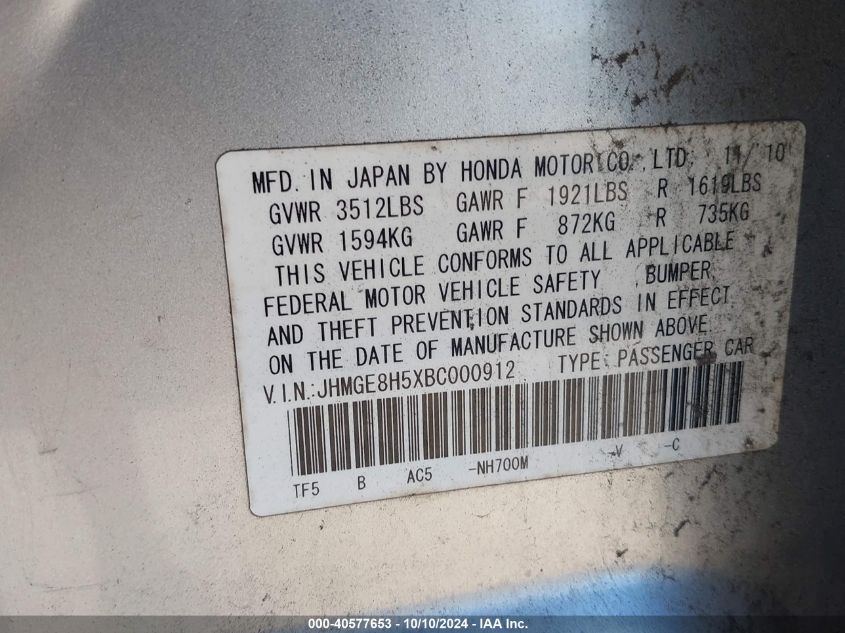 MFD. IN JAPAN BY HONDA MOTOR CO., LTD. 11/10
GVWR 3512LBS GAWR F 1921LBS R 1619LBS
GVWR 1594KG GAWR F 872KG R 735KG
THIS VEHICLE CONFORMS TO ALL APPLICABLE
FEDERAL MOTOR VEHICLE SAFETY , BUMPER,
AND THEFT PREVENTION STANDARDS IN EFFECT
ON THE DATE OF MANUFACTURE SHOWN ABOVE.
V.I.N.:JHMGE8H5XBC000912 TYPE: PASSENGER CAR
TF5 B AC5 -NH700M -V -C
000-40577653 - 10/10/2024 - IAA Inc.